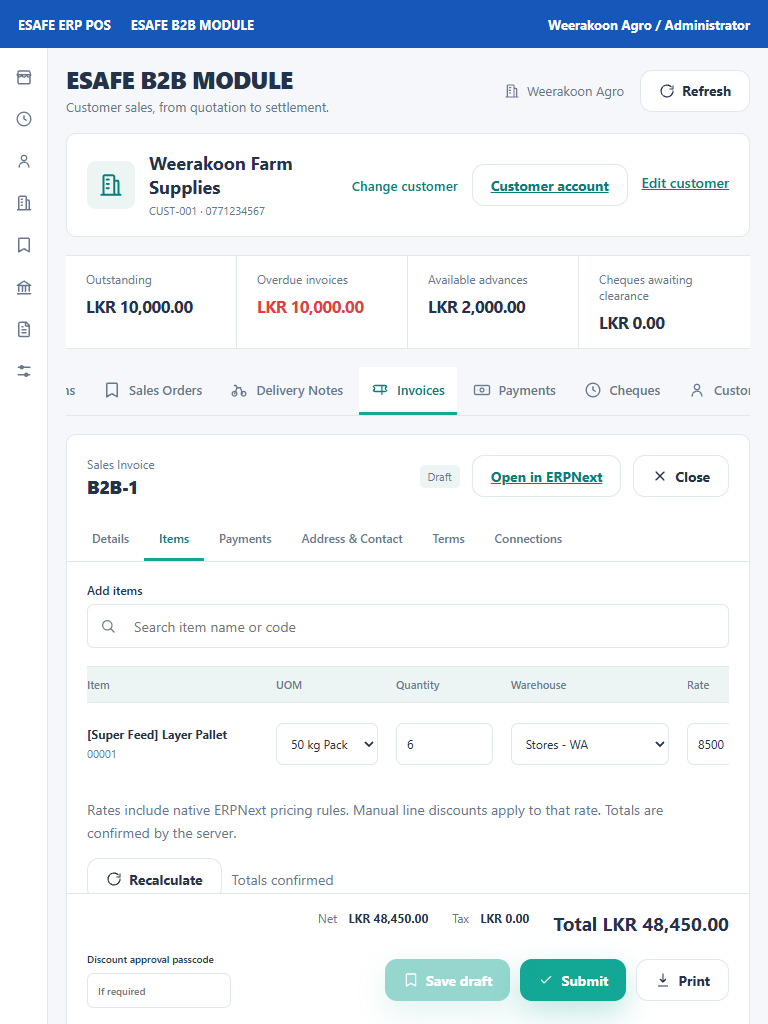 ESAFE ERP POS
ESAFE B2B MODULE
Weerakoon Agro / Administrator
ESAFE B2B MODULE
Customer sales, from quotation to settlement.
Weerakoon Agro
Refresh
Weerakoon Farm
Supplies
CUST-001 · 0771234567
Change customer
Customer account
Edit customer
Outstanding
LKR 10,000.00
Overdue invoices
LKR 10,000.00
Available advances
LKR 2,000.00
Cheques awaiting
clearance
LKR 0.00
ns
Sales Orders
Delivery Notes
Invoices
Payments
Cheques
Custo
Sales Invoice
B2B-1
Draft
Open in ERPNext
Close
Details
Items
Payments
Address & Contact
Terms
Connections
Add items
Search item name or code
Item
UOM
Quantity
Warehouse
Rate
[Super Feed] Layer Pallet
00001
50 kg Pack
6
Stores - WA
8500
Rates include native ERPNext pricing rules. Manual line discounts apply to that rate. Totals are
confirmed by the server.
Recalculate
Totals confirmed
Net LKR 48,450.00
Tax LKR 0.00
Total LKR 48,450.00
Discount approval passcode
If required
Save draft
Submit
Print